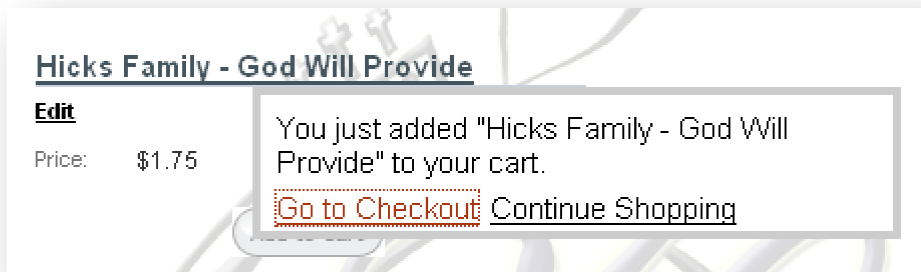 Hicks Family - God Will Provide
Edit
Price: $1.75
You just added "Hicks Family - God Will
Provide" to your cart.
Go to Checkout Continue Shopping